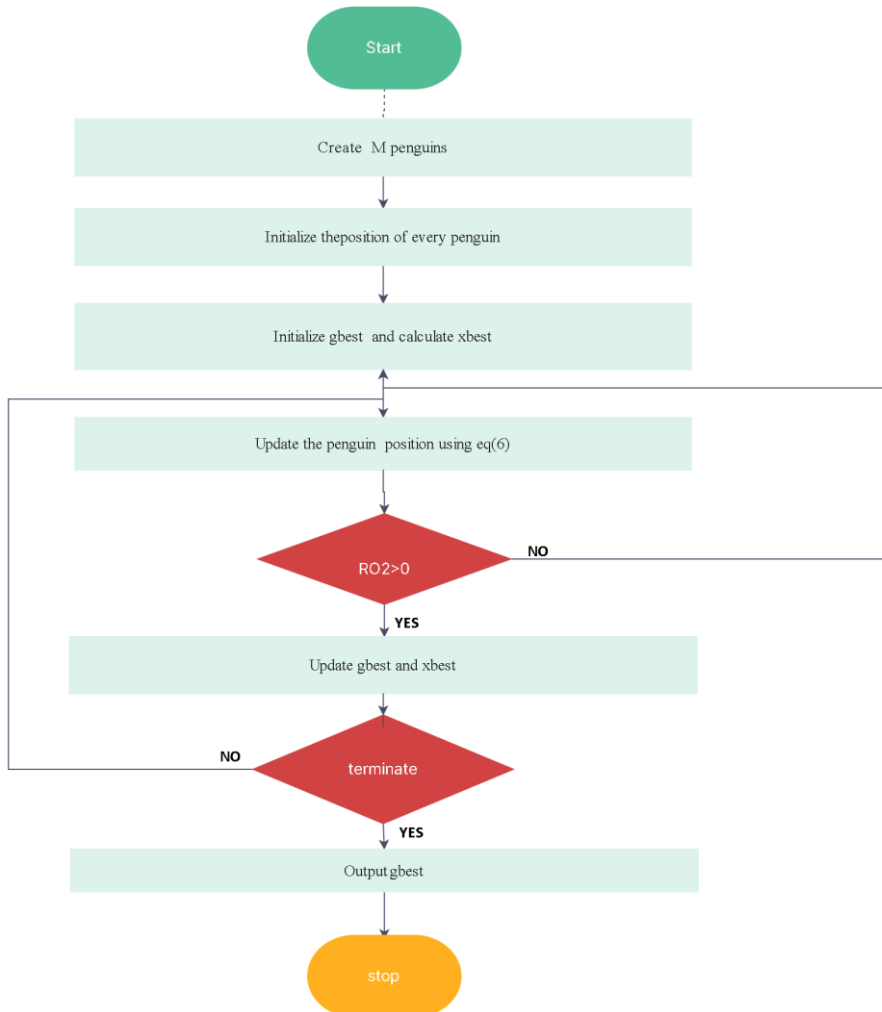 Start
Create M penguins
Initialize theposition of every penguin
Initialize gbest and calculate xbest
Update the penguin position using eq(6)
RO2>0
NO
YES
Update gbest and xbest
NO
terminate
YES
Output gbest
stop